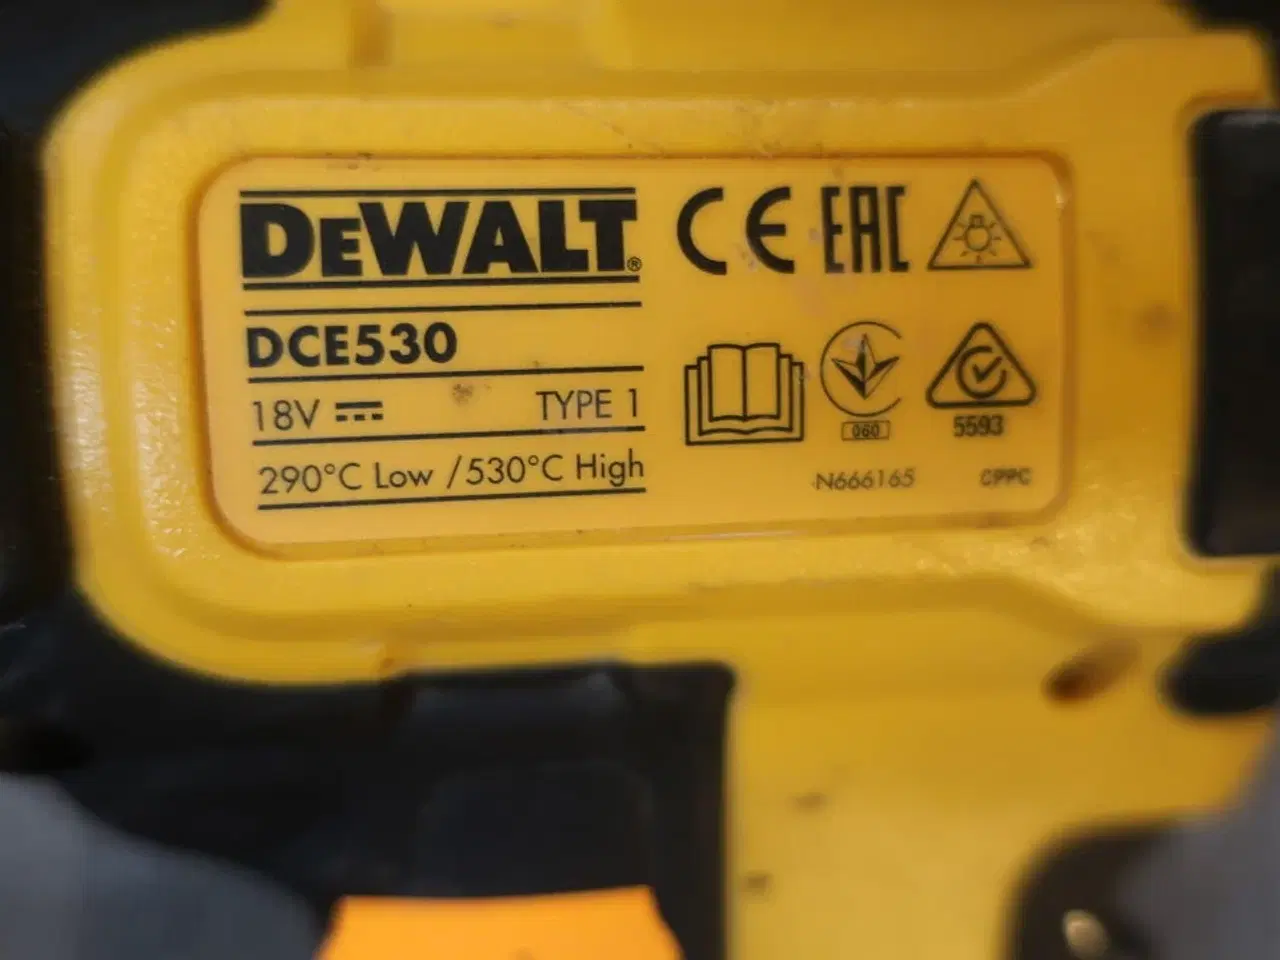 DEWALT®
DCE530
18V TYPE 1
290°C Low /530°C High
CE EAC
060
5593
N666165 CPPC